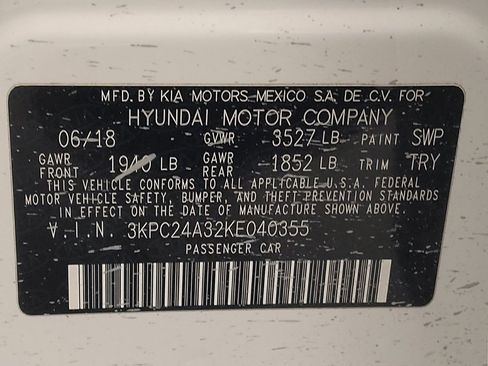 MFD. BY KIA MOTORS MEXICO S.A. DE C.V. FOR
HYUNDAI MOTOR COMPANY
06/18 GVWR 3527 LB PAINT SWP
GAWR FRONT 1940 LB GAWR REAR 1852 LB TRIM TRY
THIS VEHICLE CONFORMS TO ALL APPLICABLE U.S.A. FEDERAL
MOTOR VEHICLE SAFETY, BUMPER, AND THEFT PREVENTION STANDARDS
IN EFFECT ON THE DATE OF MANUFACTURE SHOWN ABOVE.
V.I.N. 3KPC24A32KE040355
PASSENGER CAR